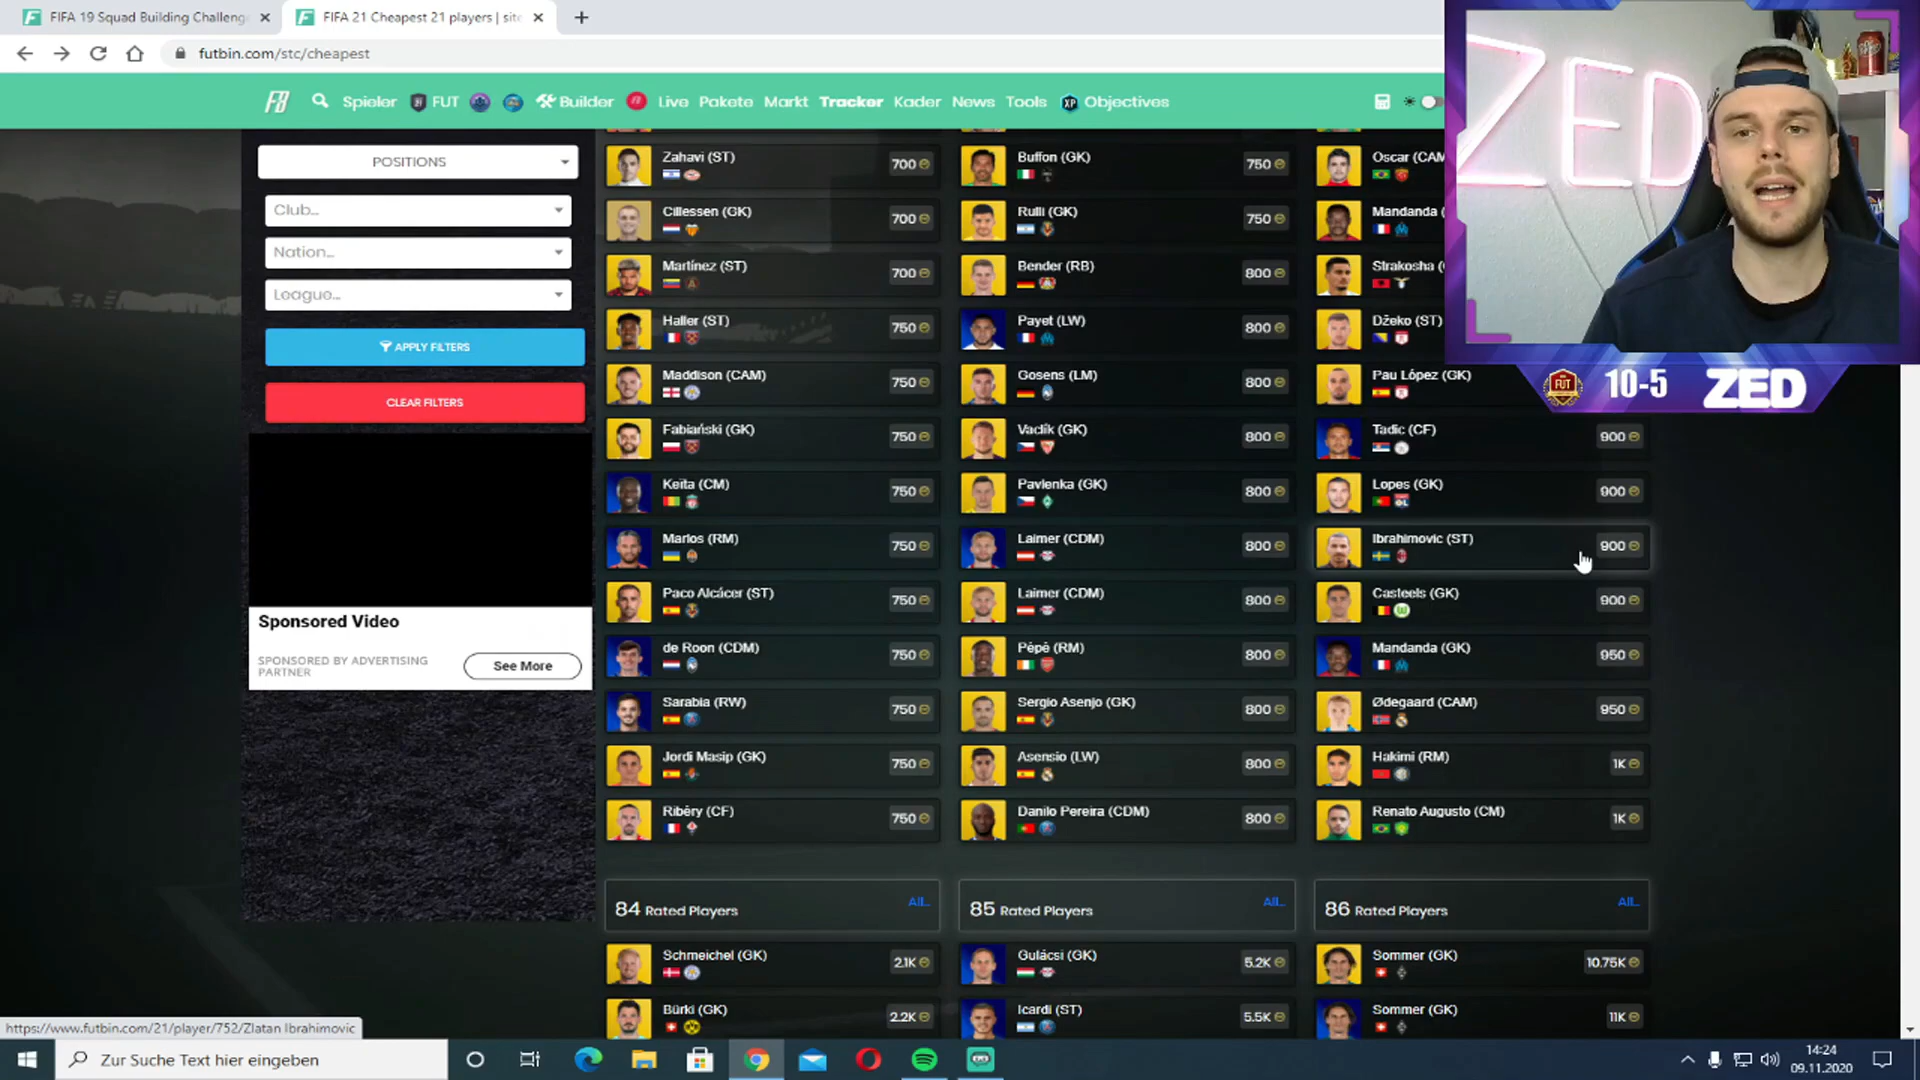 FIFA 19 Squad Building Challeng
FIFA 21 Cheapest 21 players | site
futbin.com/stc/cheapest
FB
Spieler
FUT
Builder
Live
Pakete
Markt
Tracker
Kader
News
Tools
XP Objectives
ZED
POSITIONS
Club...
Nation...
League...
APPLY FILTERS
CLEAR FILTERS
Sponsored Video
SPONSORED BY ADVERTISING
PARTNER
See More
Zahavi (ST) 700
Cillessen (GK) 700
Martínez (ST) 700
Haller (ST) 750
Maddison (CAM) 750
Fabiański (GK) 750
Keïta (CM) 750
Marlos (RM) 750
Paco Alcácer (ST) 750
de Roon (CDM) 750
Sarabia (RW) 750
Jordi Masip (GK) 750
Ribéry (CF) 750
Buffon (GK) 750
Rulli (GK) 750
Bender (RB) 800
Payet (LW) 800
Gosens (LM) 800
Vaclík (GK) 800
Pavlenka (GK) 800
Laimer (CDM) 800
Laimer (CDM) 800
Pépé (RM) 800
Sergio Asenjo (GK) 800
Asensio (LW) 800
Danilo Pereira (CDM) 800
Oscar (CAM
Mandanda (
Strakosha (
Džeko (ST)
Pau López (GK)
Tadic (CF) 900
Lopes (GK) 900
Ibrahimovic (ST) 900
Casteels (GK) 900
Mandanda (GK) 950
Ødegaard (CAM) 950
Hakimi (RM) 1K
Renato Augusto (CM) 1K
FUT 10-5 ZED
84 Rated Players All...
Schmeichel (GK) 2.1K
Bürki (GK) 2.2K
85 Rated Players All...
Gulácsi (GK) 5.2K
Icardi (ST) 5.5K
86 Rated Players All...
Sommer (GK) 10.75K
Sommer (GK) 11K
https://www.futbin.com/21/player/752/Zlatan Ibrahimovic
Zur Suche Text hier eingeben
14:24
09.11.2020